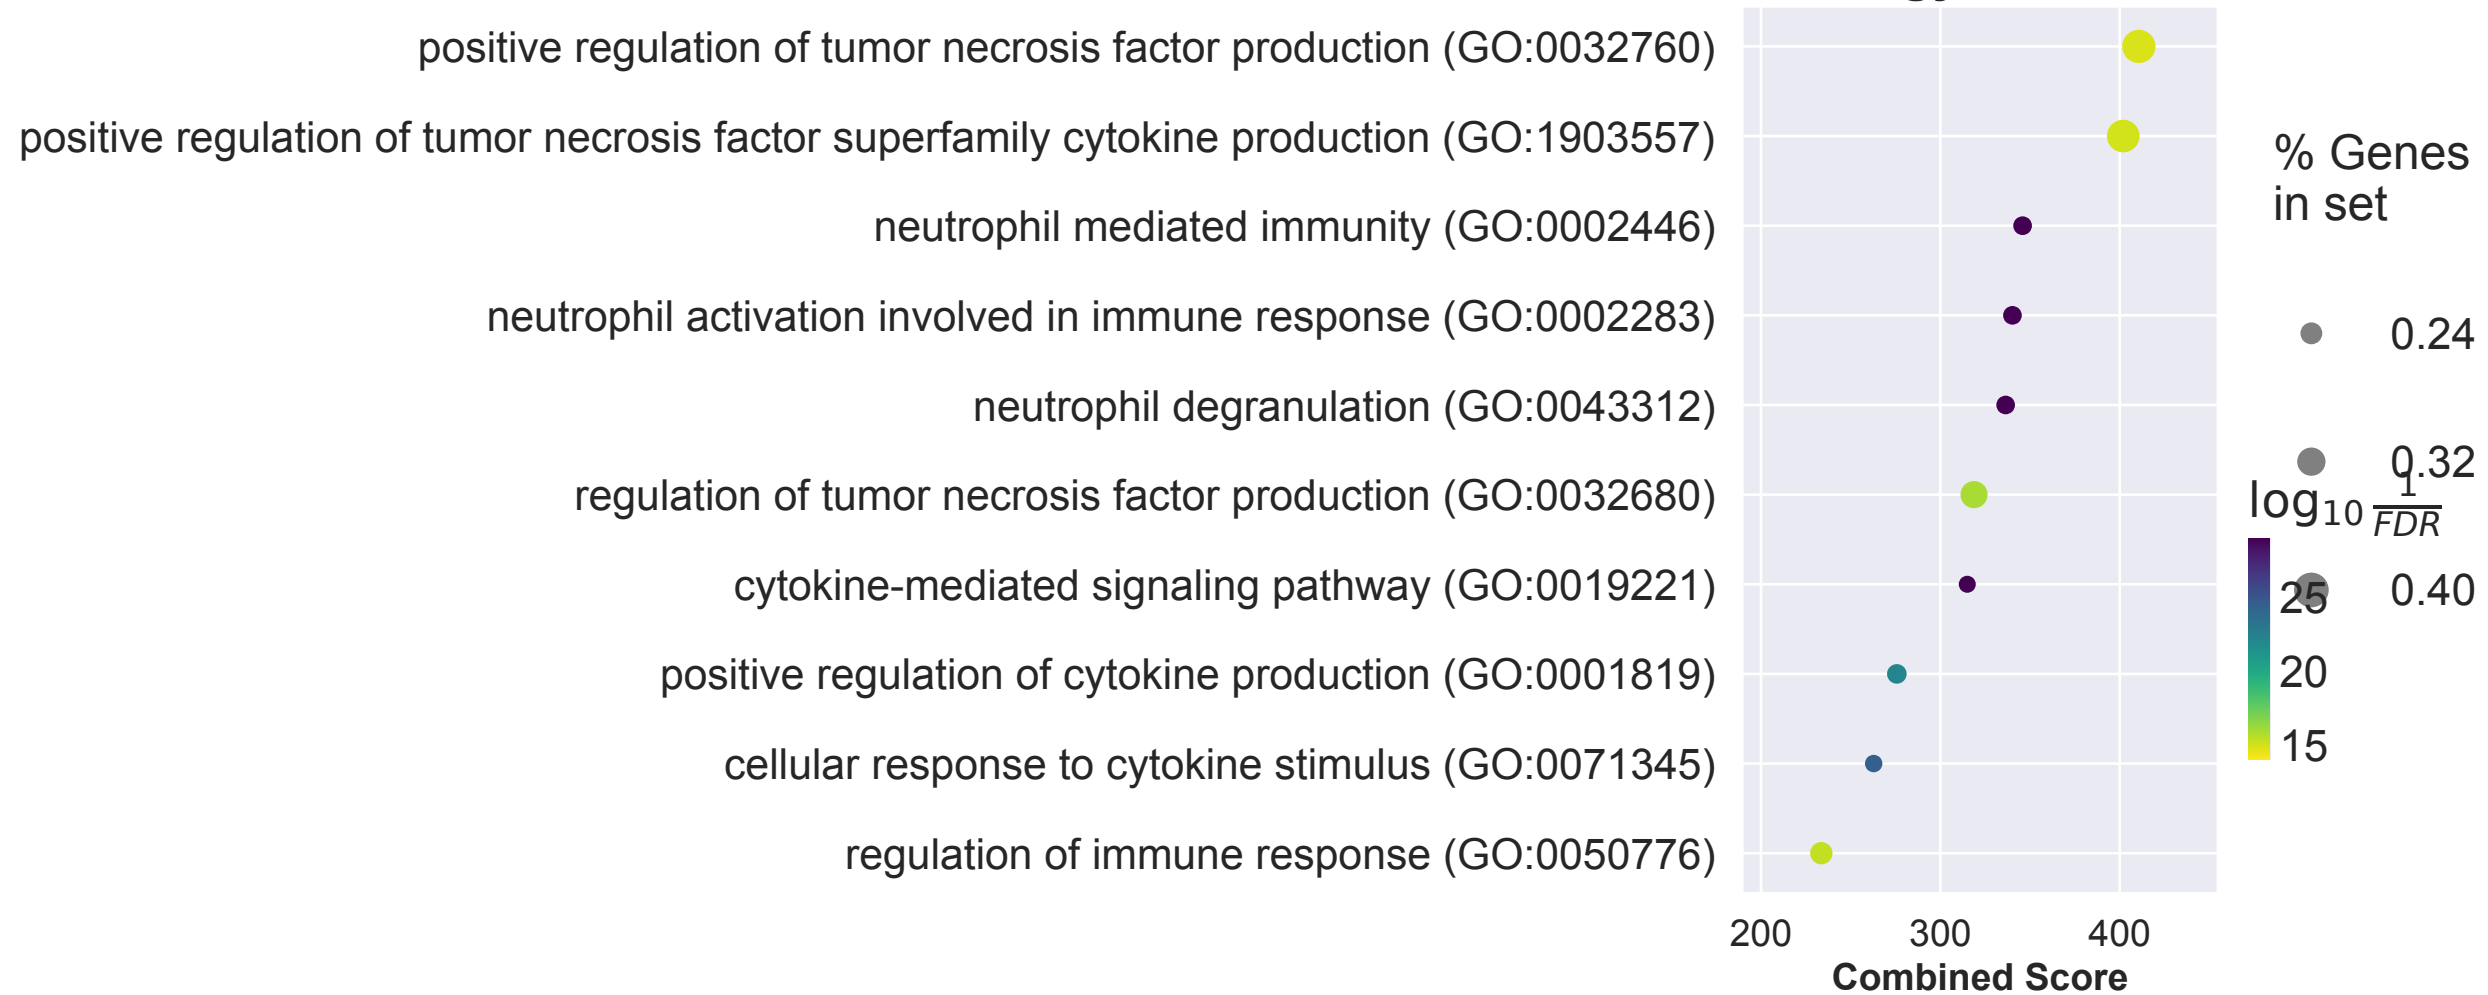 positive regulation of tumor necrosis factor production (GO:0032760)
positive regulation of tumor necrosis factor superfamily cytokine production (GO:1903557)
neutrophil mediated immunity (GO:0002446)
neutrophil activation involved in immune response (GO:0002283)
neutrophil degranulation (GO:0043312)
regulation of tumor necrosis factor production (GO:0032680)
cytokine-mediated signaling pathway (GO:0019221)
positive regulation of cytokine production (GO:0001819)
cellular response to cytokine stimulus (GO:0071345)
regulation of immune response (GO:0050776)
200 300 400
Combined Score
% Genes
in set
0.24
0.32
0.40
log10 1/FDR
25
20
15